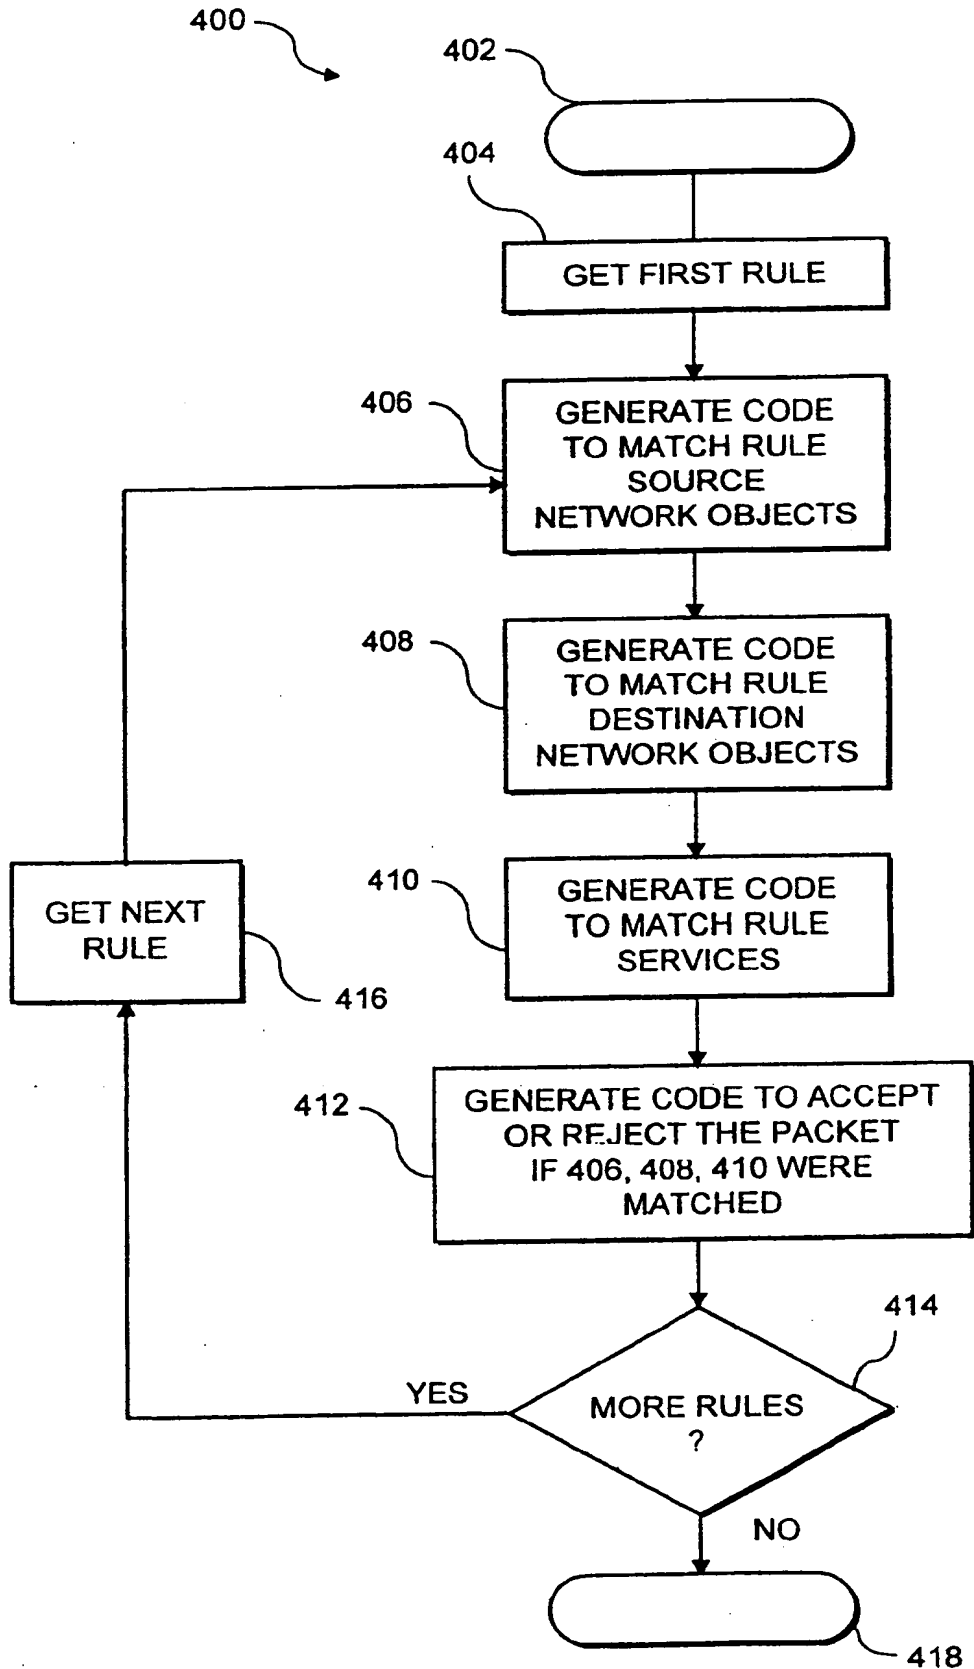 400
402
404
GET FIRST RULE
406
GENERATE CODE
TO MATCH RULE
SOURCE
NETWORK OBJECTS
408
GENERATE CODE
TO MATCH RULE
DESTINATION
NETWORK OBJECTS
410
GENERATE CODE
TO MATCH RULE
SERVICES
GET NEXT
RULE
416
412
GENERATE CODE TO ACCEPT
OR REJECT THE PACKET
IF 406, 408, 410 WERE
MATCHED
414
YES
MORE RULES
?
NO
418